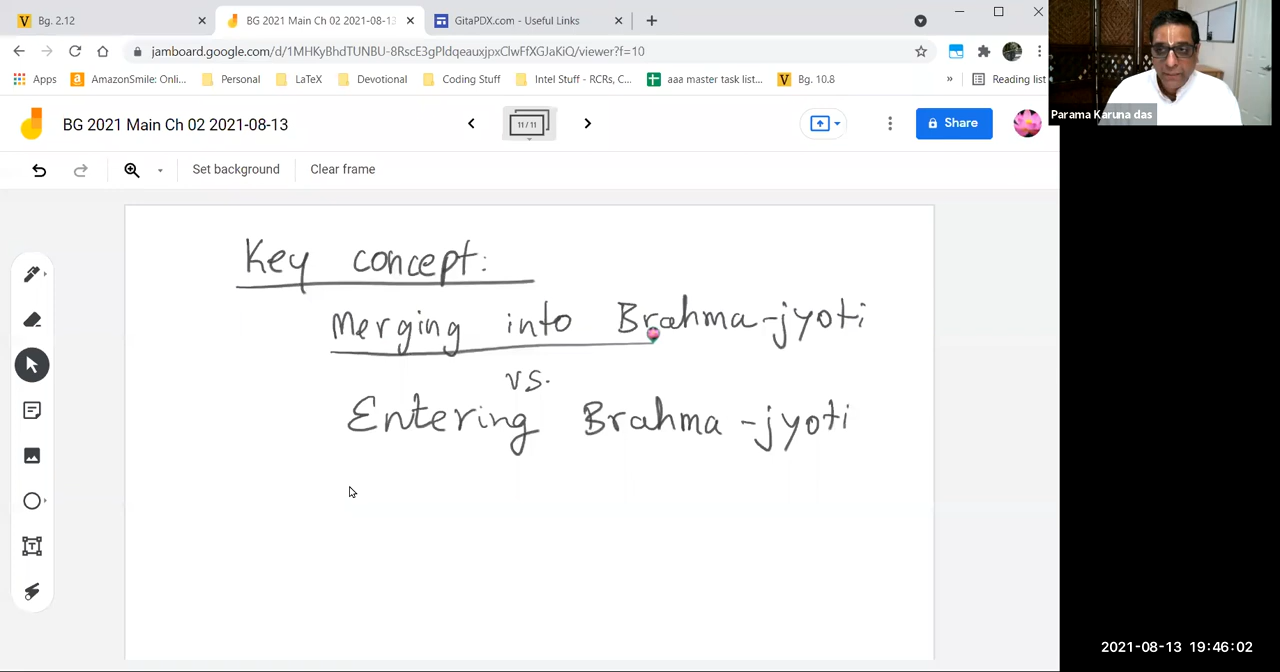 Bg. 2.12
BG 2021 Main Ch 02 2021-08-13
GitaPDX.com - Useful Links
jamboard.google.com/d/1MHKyBhdTUNBU-8RscE3gPldqeauxjpxClwFfXGJaKiQ/viewer?f=10
Apps
AmazonSmile: Onli...
Personal
LaTeX
Devotional
Coding Stuff
Intel Stuff - RCRs, C...
aaa master task list...
Bg. 10.8
»
Reading list
Parama Karuna das
BG 2021 Main Ch 02 2021-08-13
11/11
Share
Set background
Clear frame
Key concept:
Merging into Brahma-jyoti
vs.
Entering Brahma-jyoti
2021-08-13 19:46:02